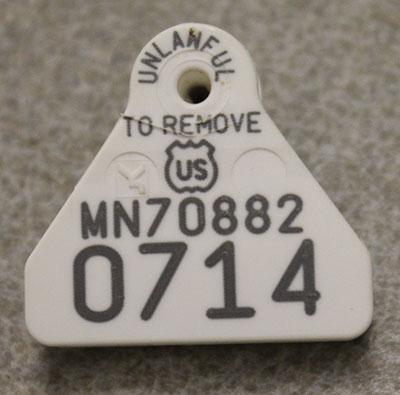 UNLAWFUL
TO REMOVE
US
MN70882
0714